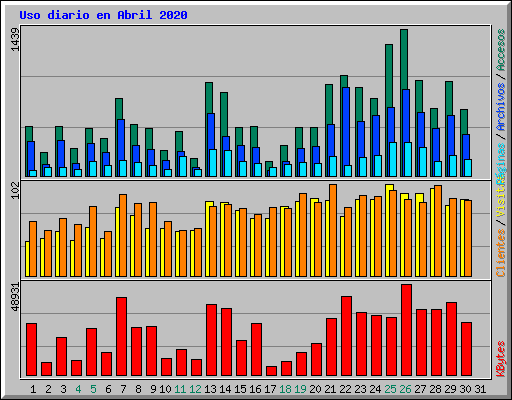 Uso diario en Abril 2020
1439
102
48931
Clientes / Visitas
Páginas / Archivos / Accesos
KBytes
1 2 3 4 5 6 7 8 9 10 11 12 13 14 15 16 17 18 19 20 21 22 23 24 25 26 27 28 29 30 31